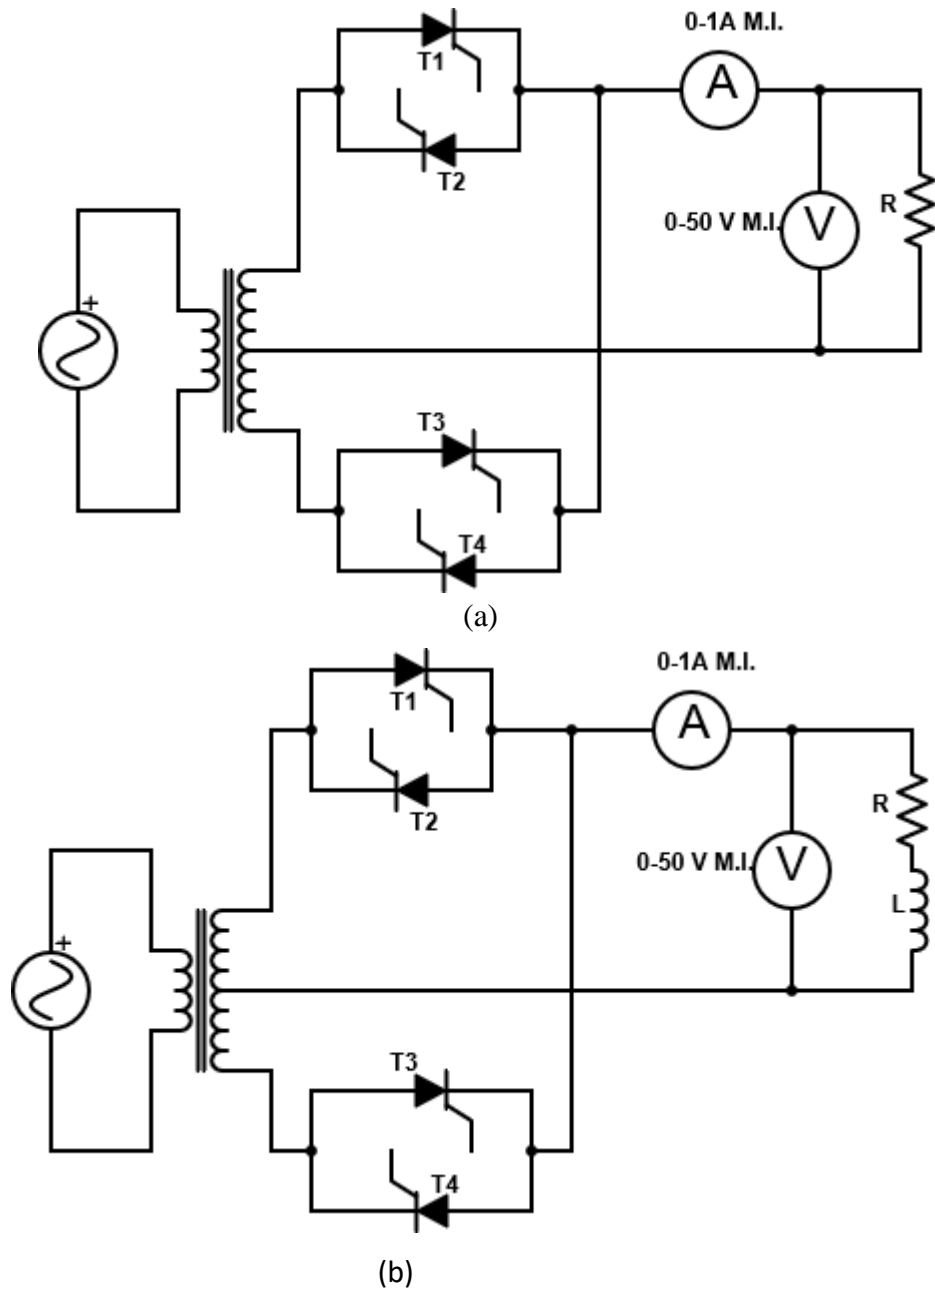 0-1A M.I.
A
T1
T2
R
0-50 V M.I.
V
+
T3
T4
(a)
0-1A M.I.
A
T1
T2
R
0-50 V M.I.
V
L
+
T3
T4
(b)